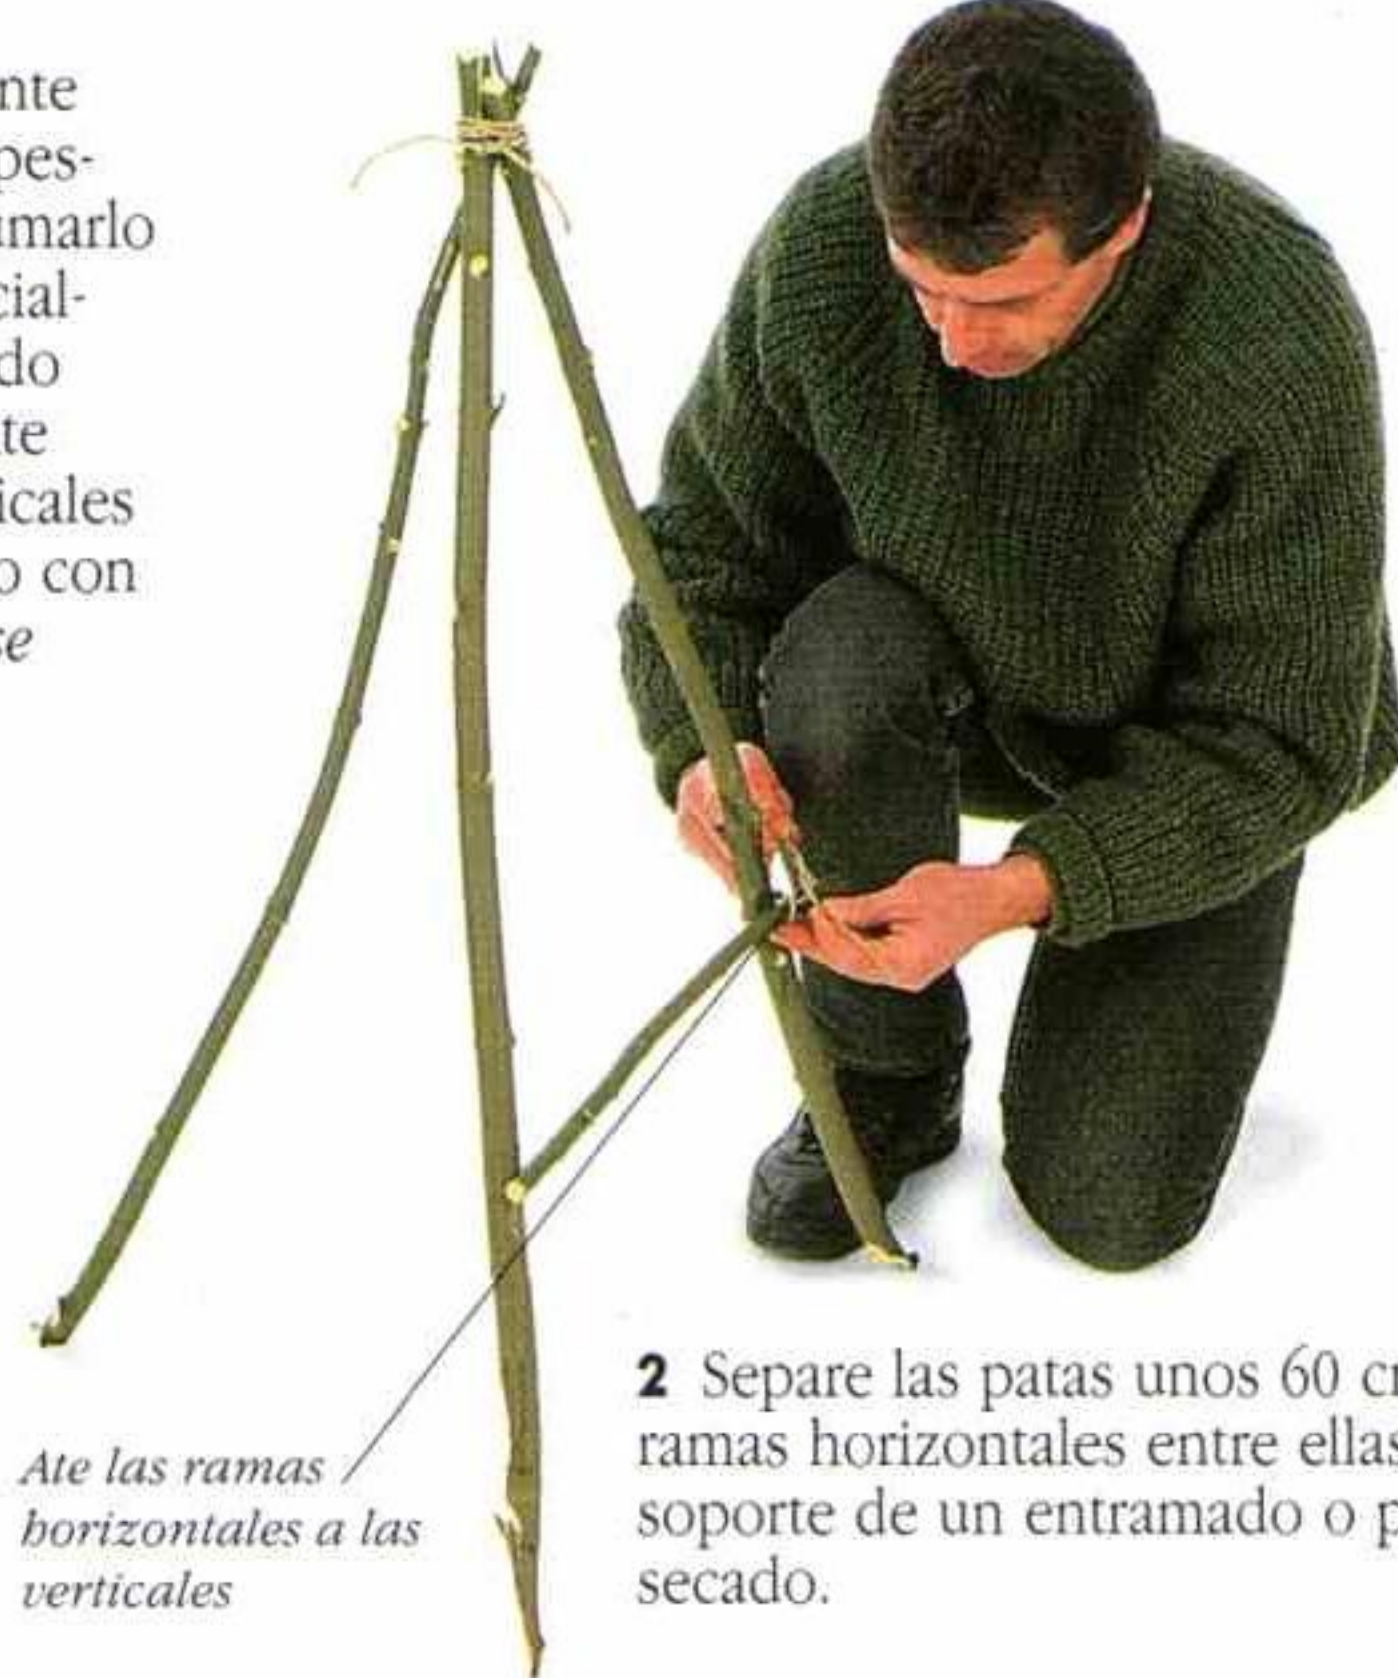 nte
pes-
umarlo
cial-
do
te
icales
o con
se
Ate las ramas
horizontales a las
verticales
2 Separe las patas unos 60 c
ramas horizontales entre ellas
soporte de un entramado o p
secado.